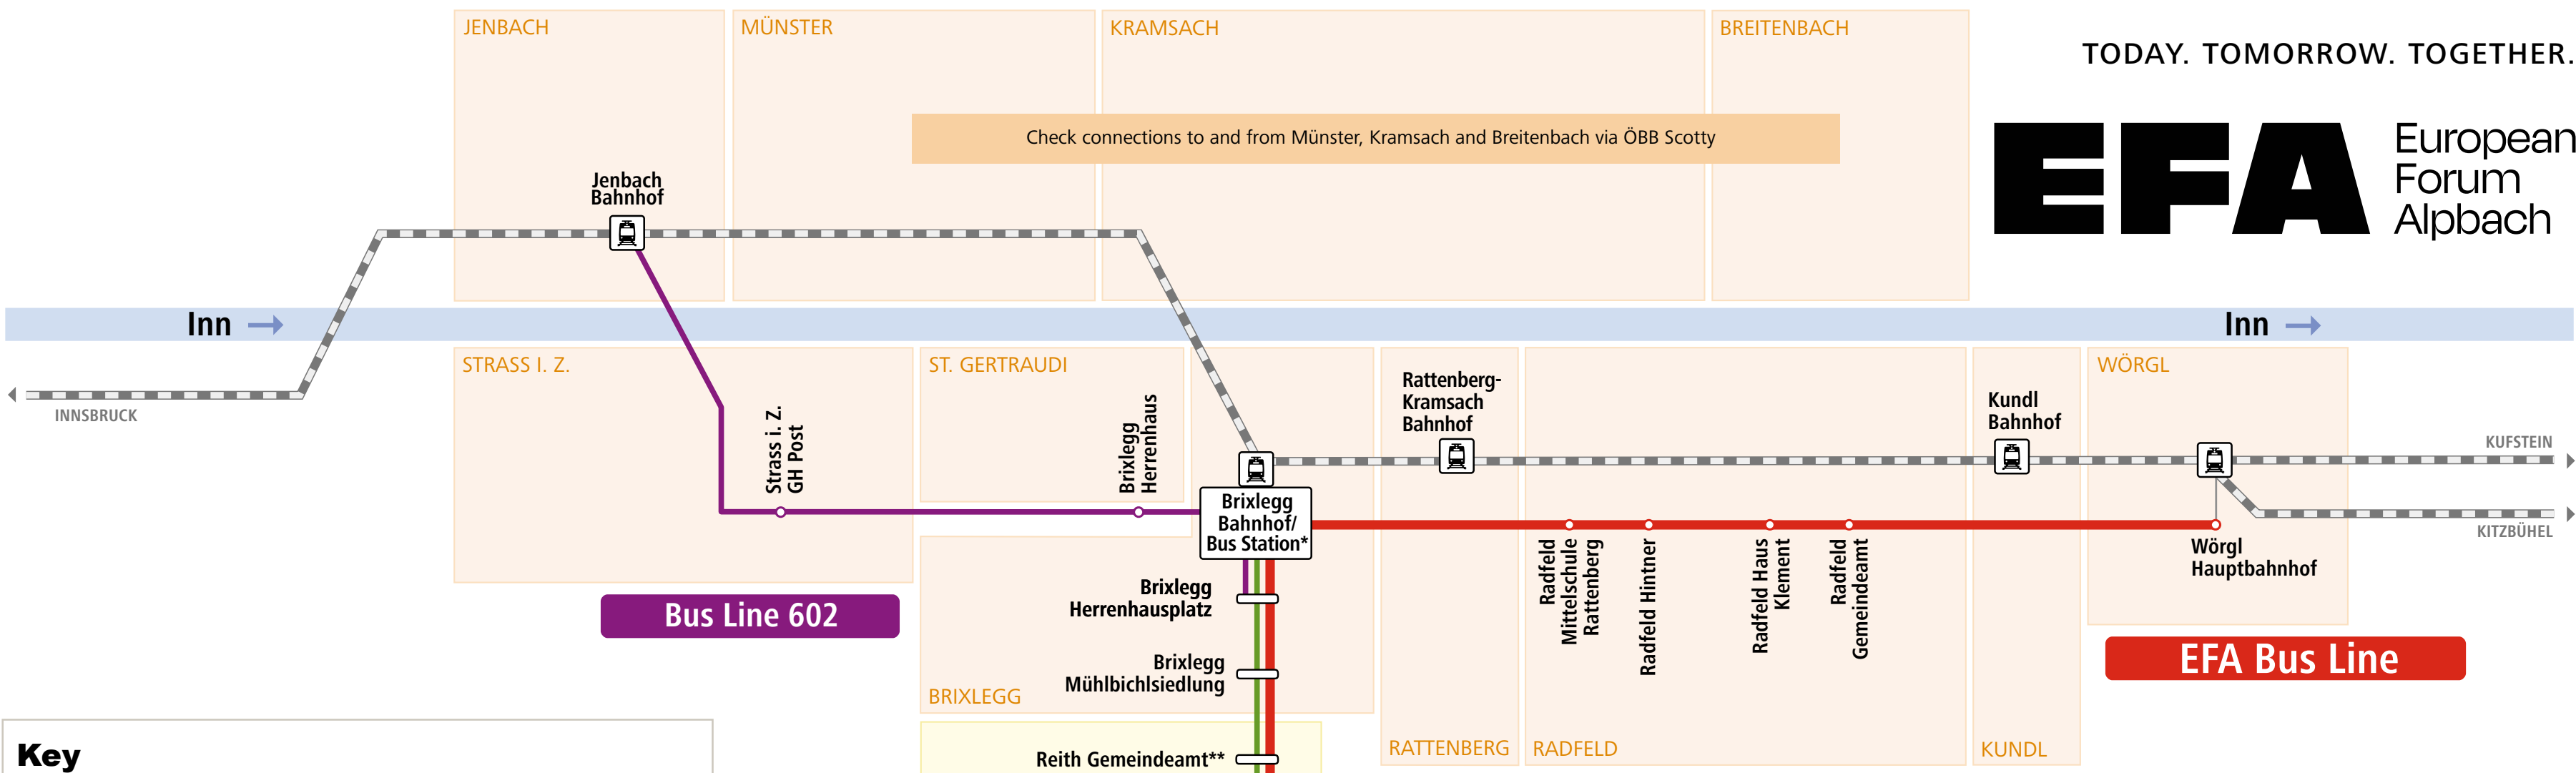 JENBACH
MÜNSTER
KRAMSACH
BREITENBACH
TODAY. TOMORROW. TOGETHER.
Check connections to and from Münster, Kramsach and Breitenbach via ÖBB Scotty
EFA
European
Forum
Alpbach
Jenbach
Bahnhof
Inn
Inn
INNSBRUCK
STRASS I. Z.
ST. GERTRAUDI
WÖRGL
Strass i. Z.
GH Post
Brixlegg
Herrenhaus
Rattenberg-
Kramsach
Bahnhof
Kundl
Bahnhof
KUFSTEIN
KITZBÜHEL
Brixlegg
Bahnhof/
Bus Station*
Radfeld
Mittelschule
Rattenberg
Radfeld Hintner
Radfeld Haus
Klement
Radfeld
Gemeindeamt
Wörgl
Hauptbahnhof
Brixlegg
Herrenhausplatz
Bus Line 602
EFA Bus Line
Brixlegg
Mühlbichlsiedlung
BRIXLEGG
RATTENBERG
RADFELD
KUNDL
Key
Reith Gemeindeamt**